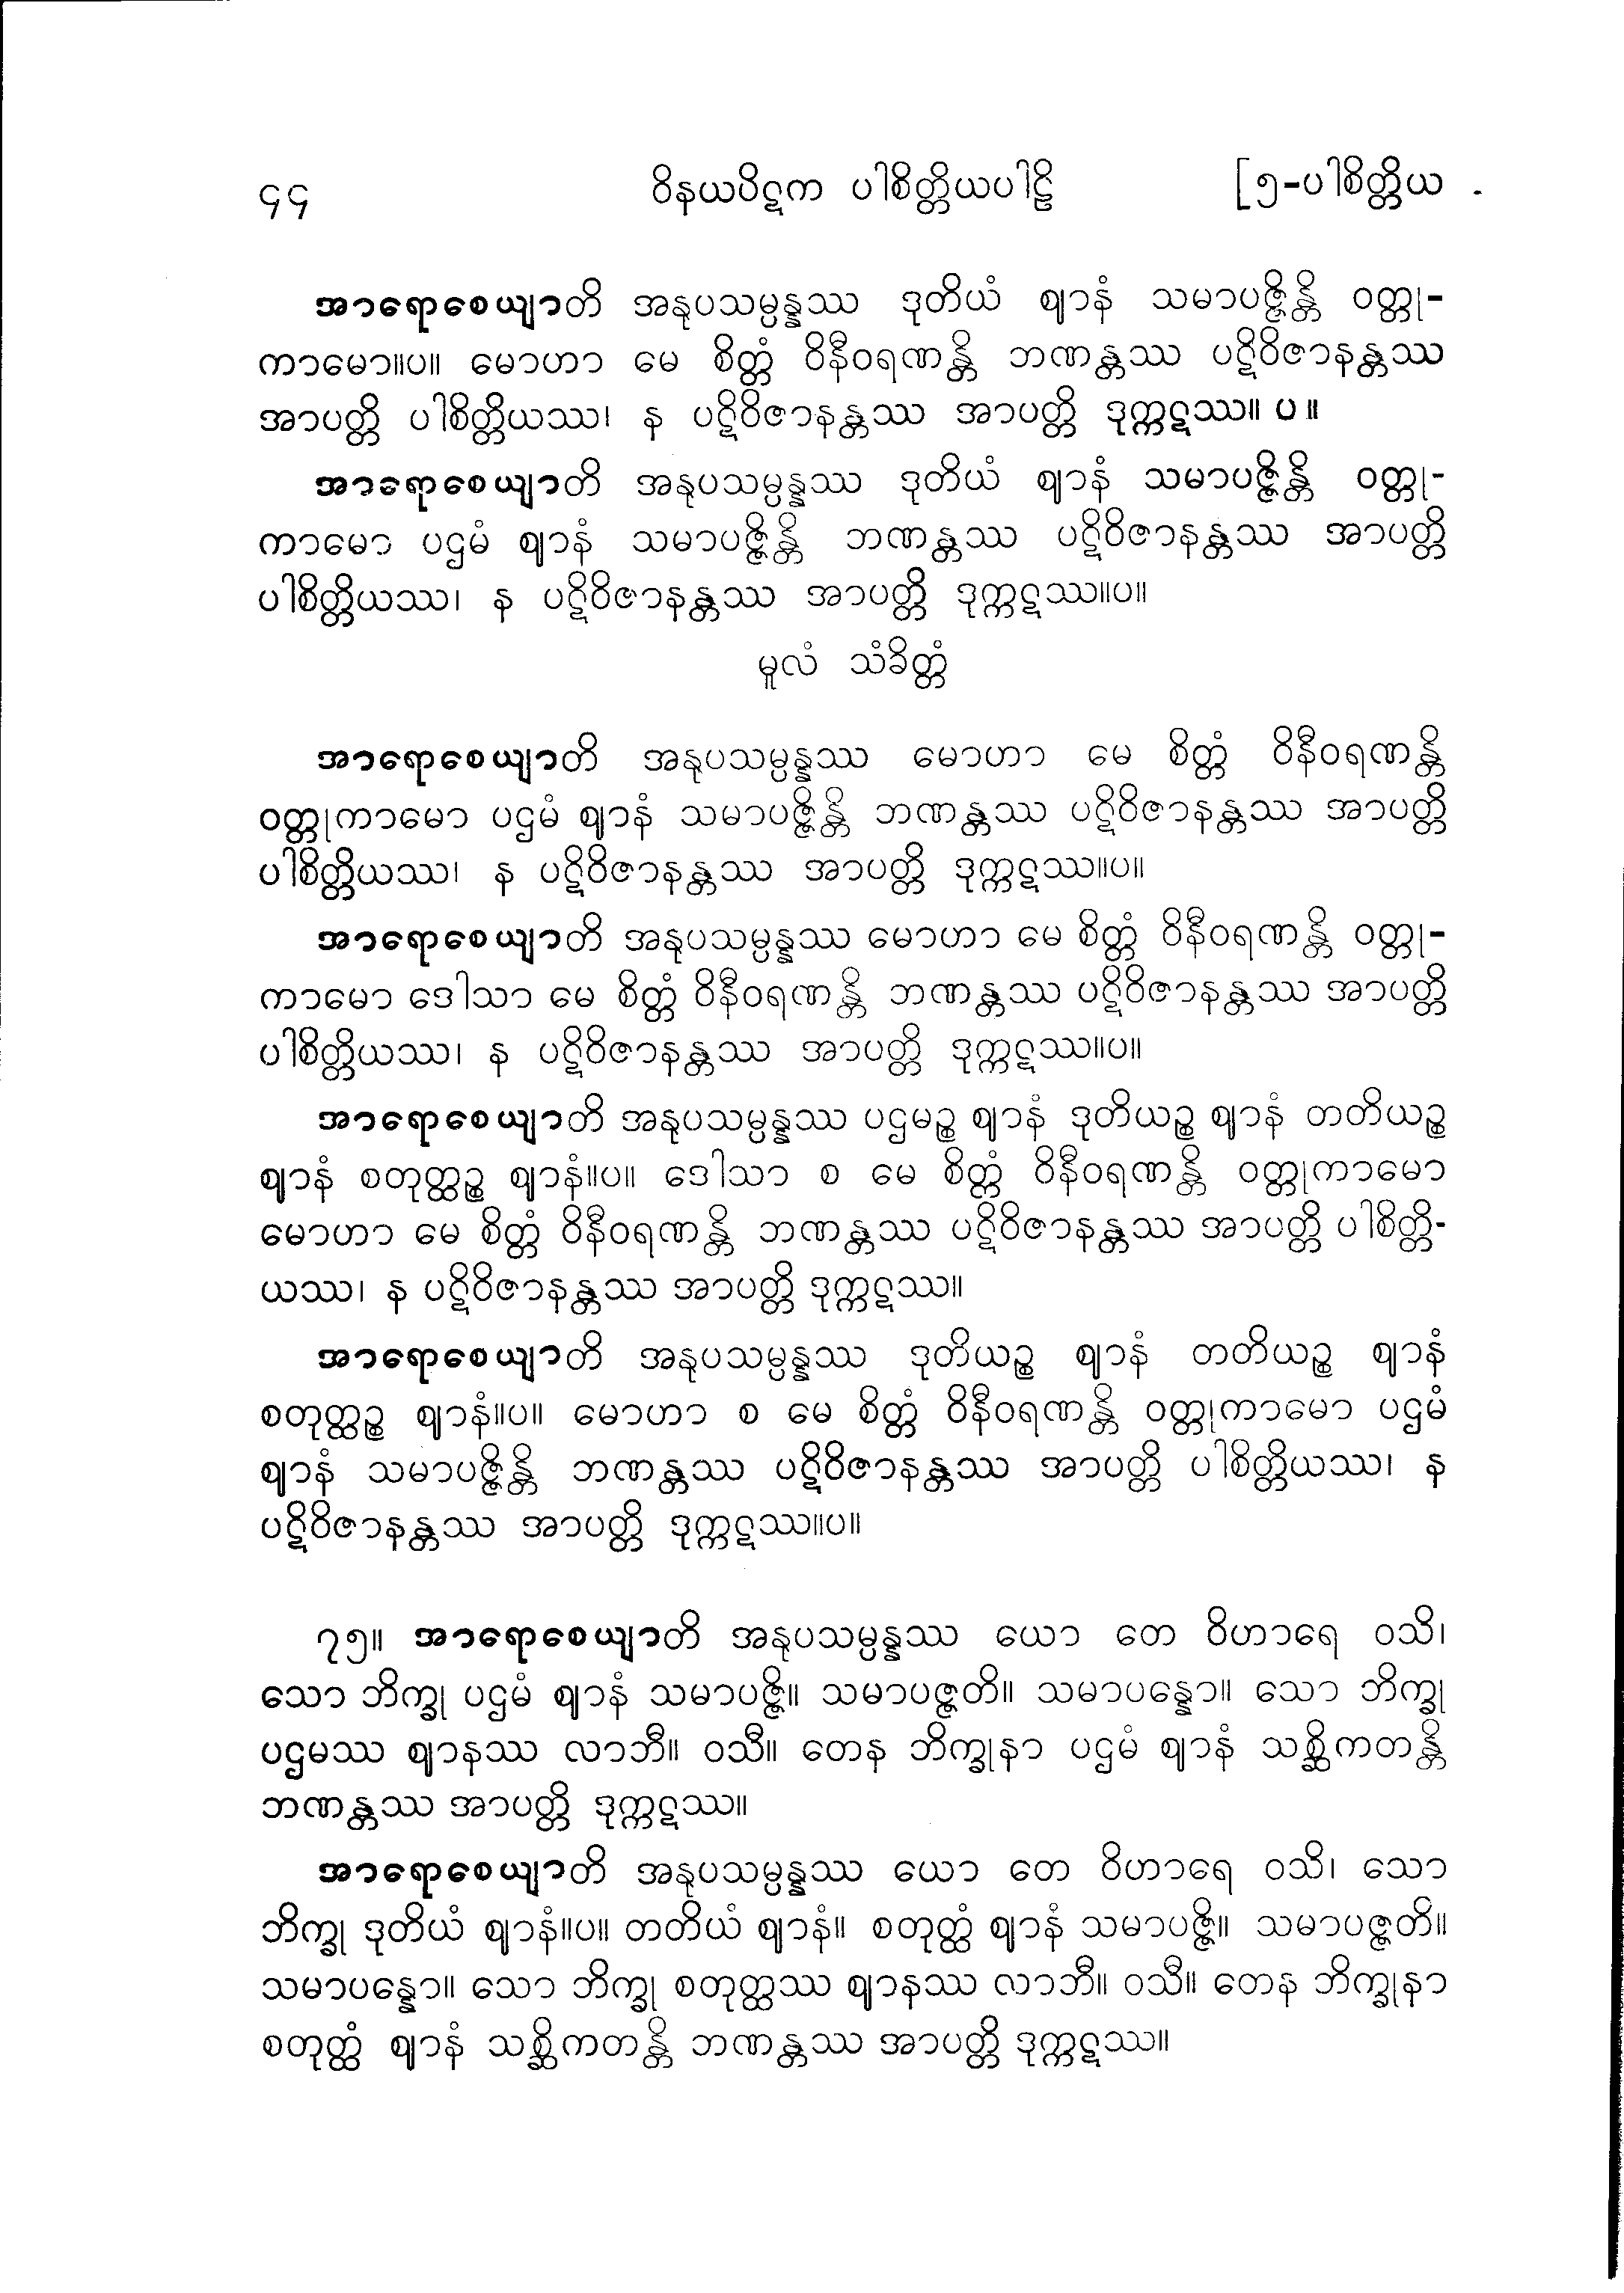 ၄၄ ဝိနယပိဋက ပါစိတ္တိယပါဠိ [၅-ပါစိတ္တိယ
အာရောစေယျာတိ အနုပသမ္ပန္နဿ ဒုတိယံ ဈာနံ သမာပဇ္ဇိန္တိ ဝတ္တု-
ကာမော။ပ။ မောဟာ မေ စိတ္တံ ဝိနီဝရဏန္တိ ဘဏန္တဿ ပဋိဝိဇာနန္တဿ
အာပတ္တိ ပါစိတ္တိယဿ၊ န ပဋိဝိဇာနန္တဿ အာပတ္တိ ဒုက္ကဋဿ။ ပ ။
အာရောစေယျာတိ အနုပသမ္ပန္နဿ ဒုတိယံ ဈာနံ သမာပဇ္ဇိန္တိ ဝတ္တု-
ကာမော ပဌမံ ဈာနံ သမာပဇ္ဇိန္တိ ဘဏန္တဿ ပဋိဝိဇာနန္တဿ အာပတ္တိ
ပါစိတ္တိယဿ၊ န ပဋိဝိဇာနန္တဿ အာပတ္တိ ဒုက္ကဋဿ။ပ။
မူလံ သံခိတ္တံ
အာရောစေယျာတိ အနုပသမ္ပန္နဿ မောဟာ မေ စိတ္တံ ဝိနီဝရဏန္တိ
ဝတ္တုကာမော ပဌမံ ဈာနံ သမာပဇ္ဇိန္တိ ဘဏန္တဿ ပဋိဝိဇာနန္တဿ အာပတ္တိ
ပါစိတ္တိယဿ၊ န ပဋိဝိဇာနန္တဿ အာပတ္တိ ဒုက္ကဋဿ။ပ။
အာရောစေယျာတိ အနုပသမ္ပန္နဿ မောဟာ မေ စိတ္တံ ဝိနီဝရဏန္တိ ဝတ္တု-
ကာမော ဒေါသာ မေ စိတ္တံ ဝိနီဝရဏန္တိ ဘဏန္တဿ ပဋိဝိဇာနန္တဿ အာပတ္တိ
ပါစိတ္တိယဿ၊ န ပဋိဝိဇာနန္တဿ အာပတ္တိ ဒုက္ကဋဿ။ပ။
အာရောစေယျာတိ အနုပသမ္ပန္နဿ ပဌမဉ္စ ဈာနံ ဒုတိယဉ္စ ဈာနံ တတိယဉ္စ
ဈာနံ စတုတ္ထဉ္စ ဈာနံ။ပ။ ဒေါသာ စ မေ စိတ္တံ ဝိနီဝရဏန္တိ ဝတ္တုကာမော
မောဟာ မေ စိတ္တံ ဝိနီဝရဏန္တိ ဘဏန္တဿ ပဋိဝိဇာနန္တဿ အာပတ္တိ ပါစိတ္တိ-
ယဿ၊ န ပဋိဝိဇာနန္တဿ အာပတ္တိ ဒုက္ကဋဿ။
အာရောစေယျာတိ အနုပသမ္ပန္နဿ ဒုတိယဉ္စ ဈာနံ တတိယဉ္စ ဈာနံ
စတုတ္ထဉ္စ ဈာနံ။ပ။ မောဟာ စ မေ စိတ္တံ ဝိနီဝရဏန္တိ ဝတ္တုကာမော ပဌမံ
ဈာနံ သမာပဇ္ဇိန္တိ ဘဏန္တဿ ပဋိဝိဇာနန္တဿ အာပတ္တိ ပါစိတ္တိယဿ၊ န
ပဋိဝိဇာနန္တဿ အာပတ္တိ ဒုက္ကဋဿ။ပ။
၇၅။ အာရောစေယျာတိ အနုပသမ္ပန္နဿ ယော တေ ဝိဟာရေ ဝသိ၊
သော ဘိက္ခု ပဌမံ ဈာနံ သမာပဇ္ဇိ။ သမာပဇ္ဇတိ။ သမာပန္နော။ သော ဘိက္ခု
ပဌမဿ ဈာနဿ လာဘီ။ ဝသီ။ တေန ဘိက္ခုနာ ပဌမံ ဈာနံ သစ္ဆိကတန္တိ
ဘဏန္တဿ အာပတ္တိ ဒုက္ကဋဿ။
အာရောစေယျာတိ အနုပသမ္ပန္နဿ ယော တေ ဝိဟာရေ ဝသိ၊ သော
ဘိက္ခု ဒုတိယံ ဈာနံ။ပ။ တတိယံ ဈာနံ။ စတုတ္ထံ ဈာနံ သမာပဇ္ဇိ။ သမာပဇ္ဇတိ။
သမာပန္နော။ သော ဘိက္ခု စတုတ္ထဿ ဈာနဿ လာဘီ။ ဝသီ။ တေန ဘိက္ခုနာ
စတုတ္ထံ ဈာနံ သစ္ဆိကတန္တိ ဘဏန္တဿ အာပတ္တိ ဒုက္ကဋဿ။